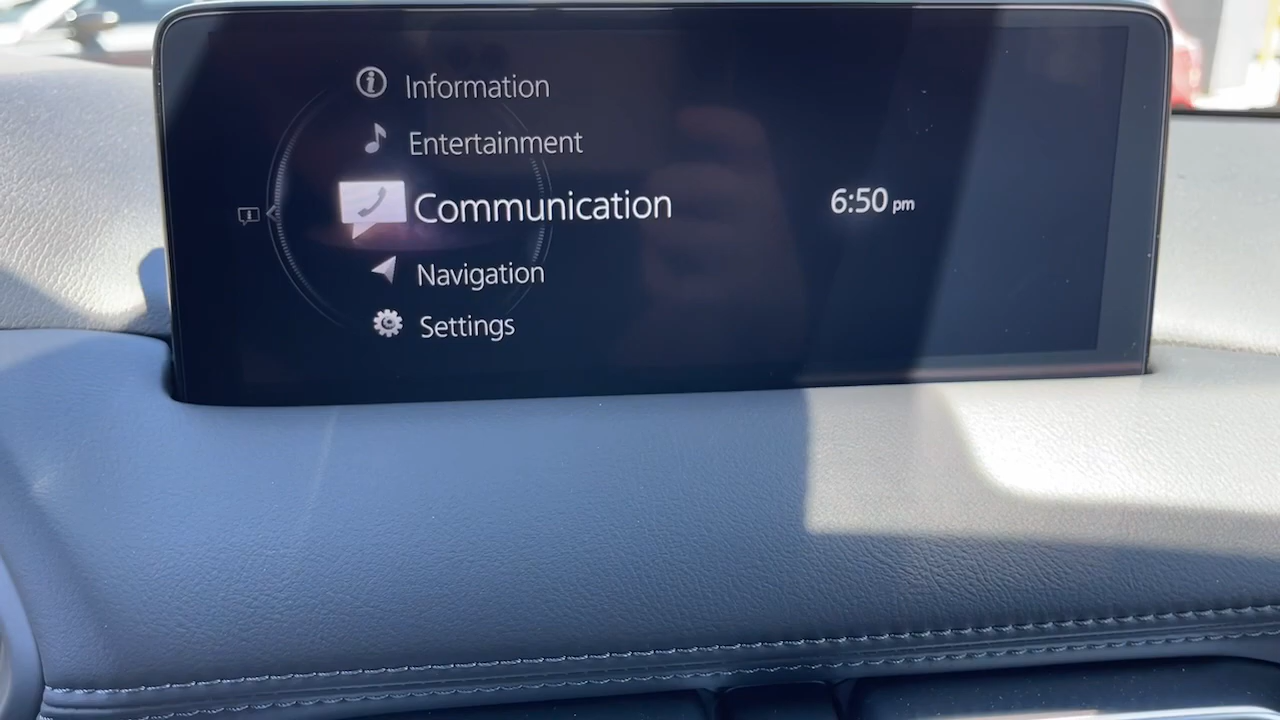 Information
Entertainment
Communication
6:50 pm
Navigation
Settings